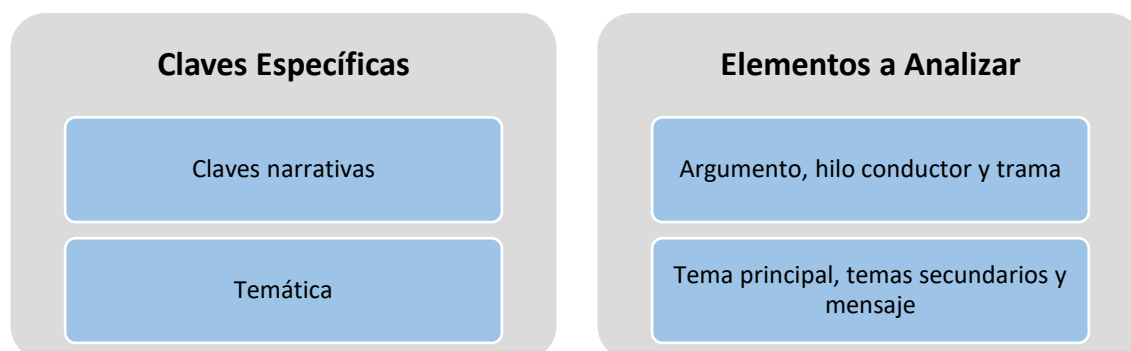 Claves Específicas
Claves narrativas
Temática
Elementos a Analizar
Argumento, hilo conductor y trama
Tema principal, temas secundarios y
mensaje